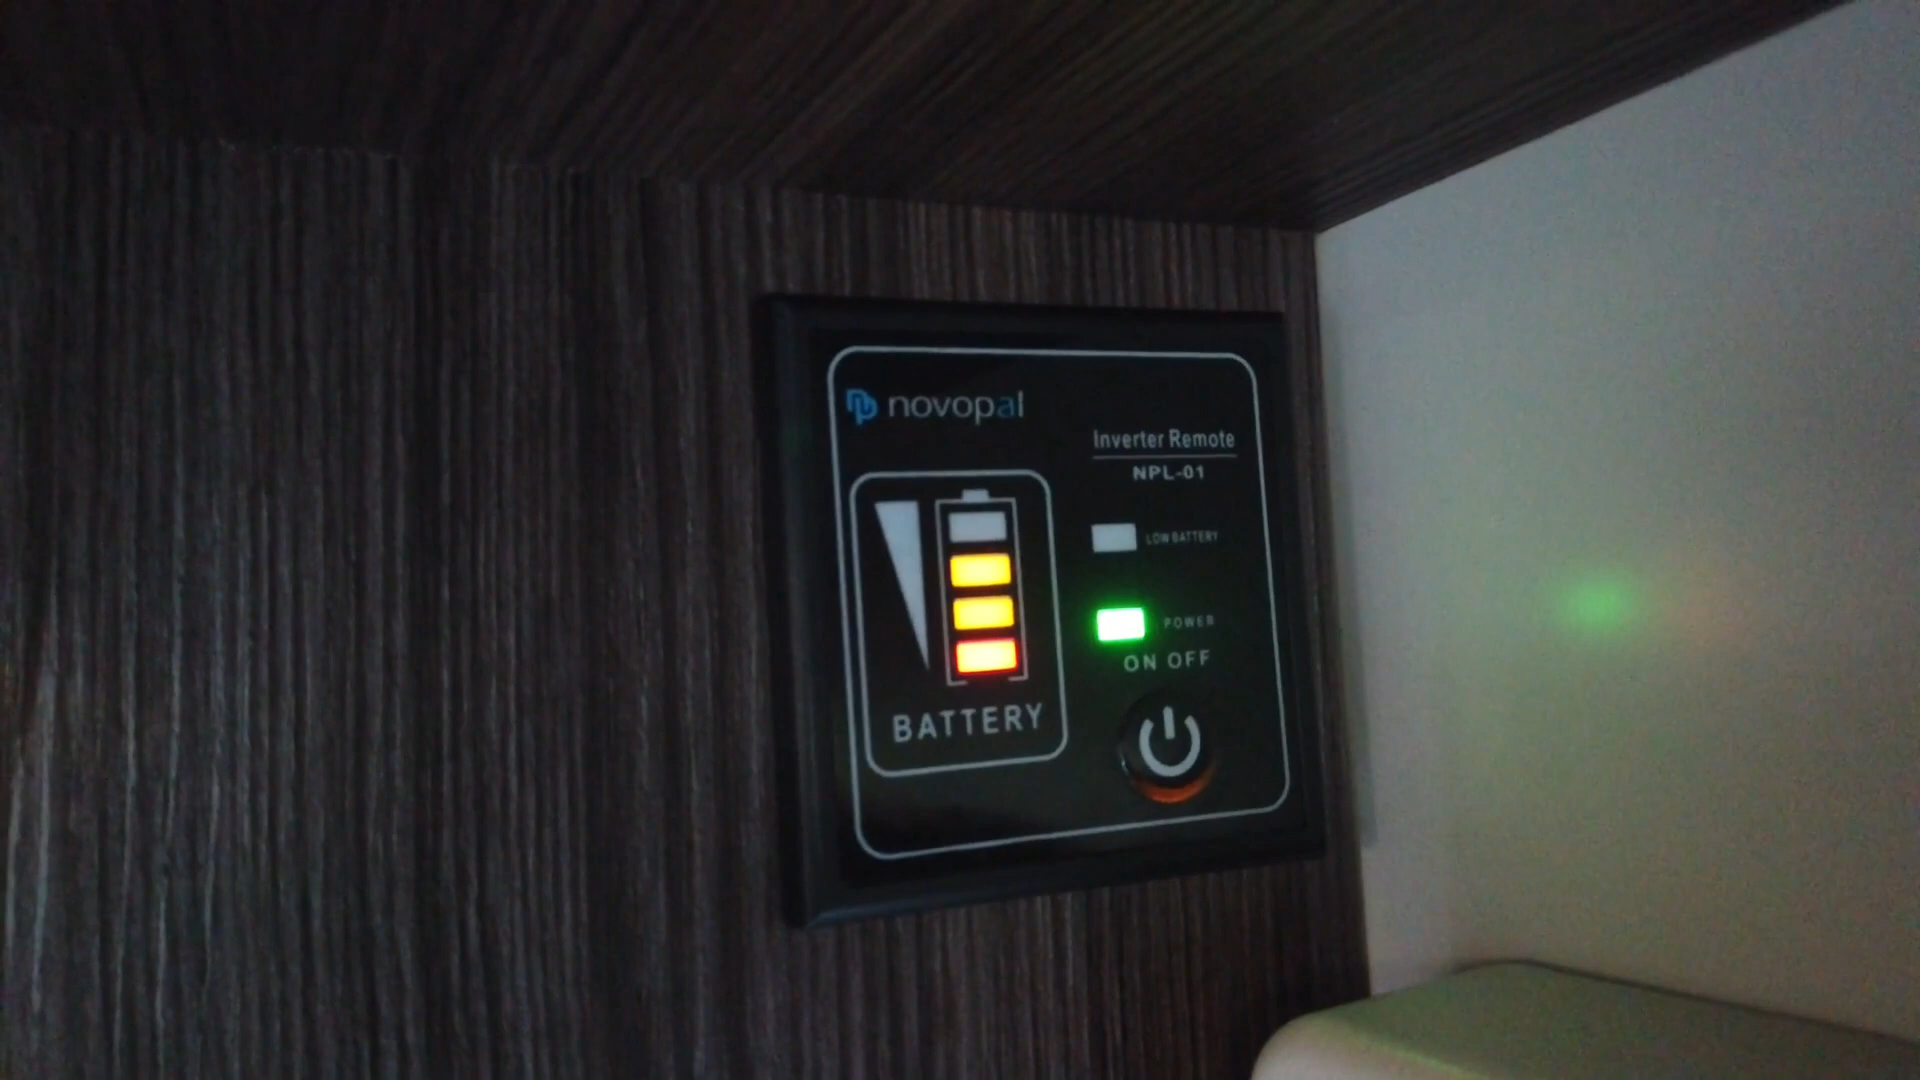 novopal
Inverter Remote
NPL-01
LOW BATTERY
POWER
ON OFF
BATTERY